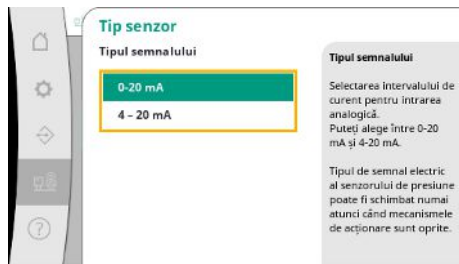 Tip senzor
Tipul semnalului
0-20 mA
4 – 20 mA
Tipul semnalului
Selectarea intervalului de
curent pentru intrarea
analogică.
Puteți alege între 0-20
mA și 4-20 mA.
Tipul de semnal electric
al senzorului de presiune
poate fi schimbat numai
atunci când mecanismele
de acționare sunt oprite.
?